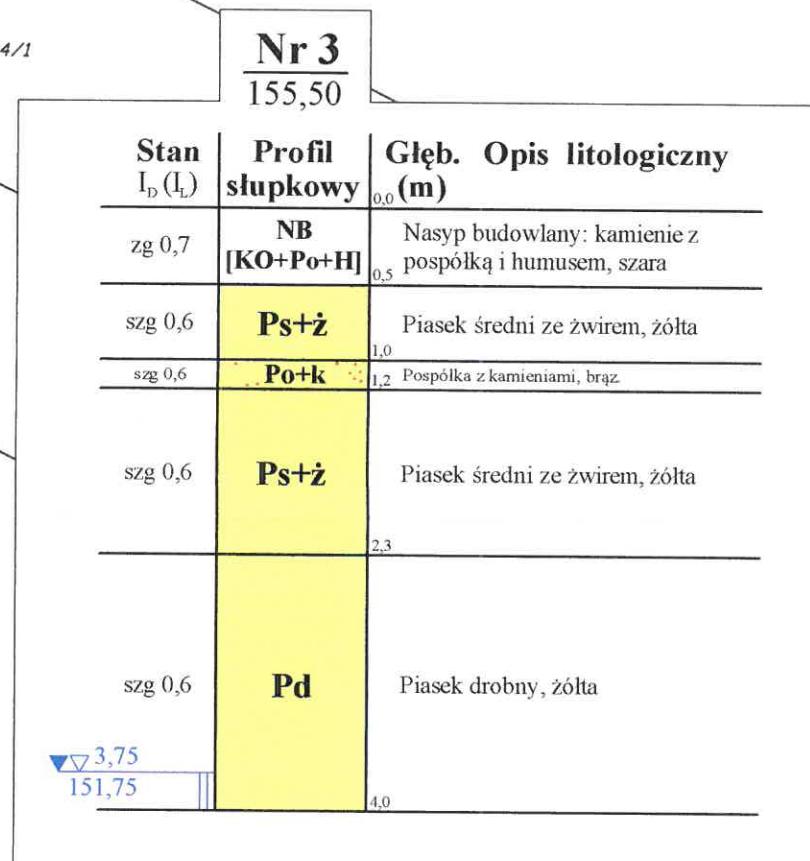 4/1
Nr 3
155,50
Stan
I_D (I_L)
Profil
słupkowy
Głęb. Opis litologiczny
(m)
0,0
zg 0,7
NB
[KO+Po+H]
0,5
Nasyp budowlany: kamienie z
pospółką i humusem, szara
szg 0,6
Ps+ż
1,0
Piasek średni ze żwirem, żółta
szg 0,6
Po+k
1,2
Pospółka z kamieniami, brąz
szg 0,6
Ps+ż
2,3
Piasek średni ze żwirem, żółta
szg 0,6
Pd
Piasek drobny, żółta
3,75
151,75
4,0